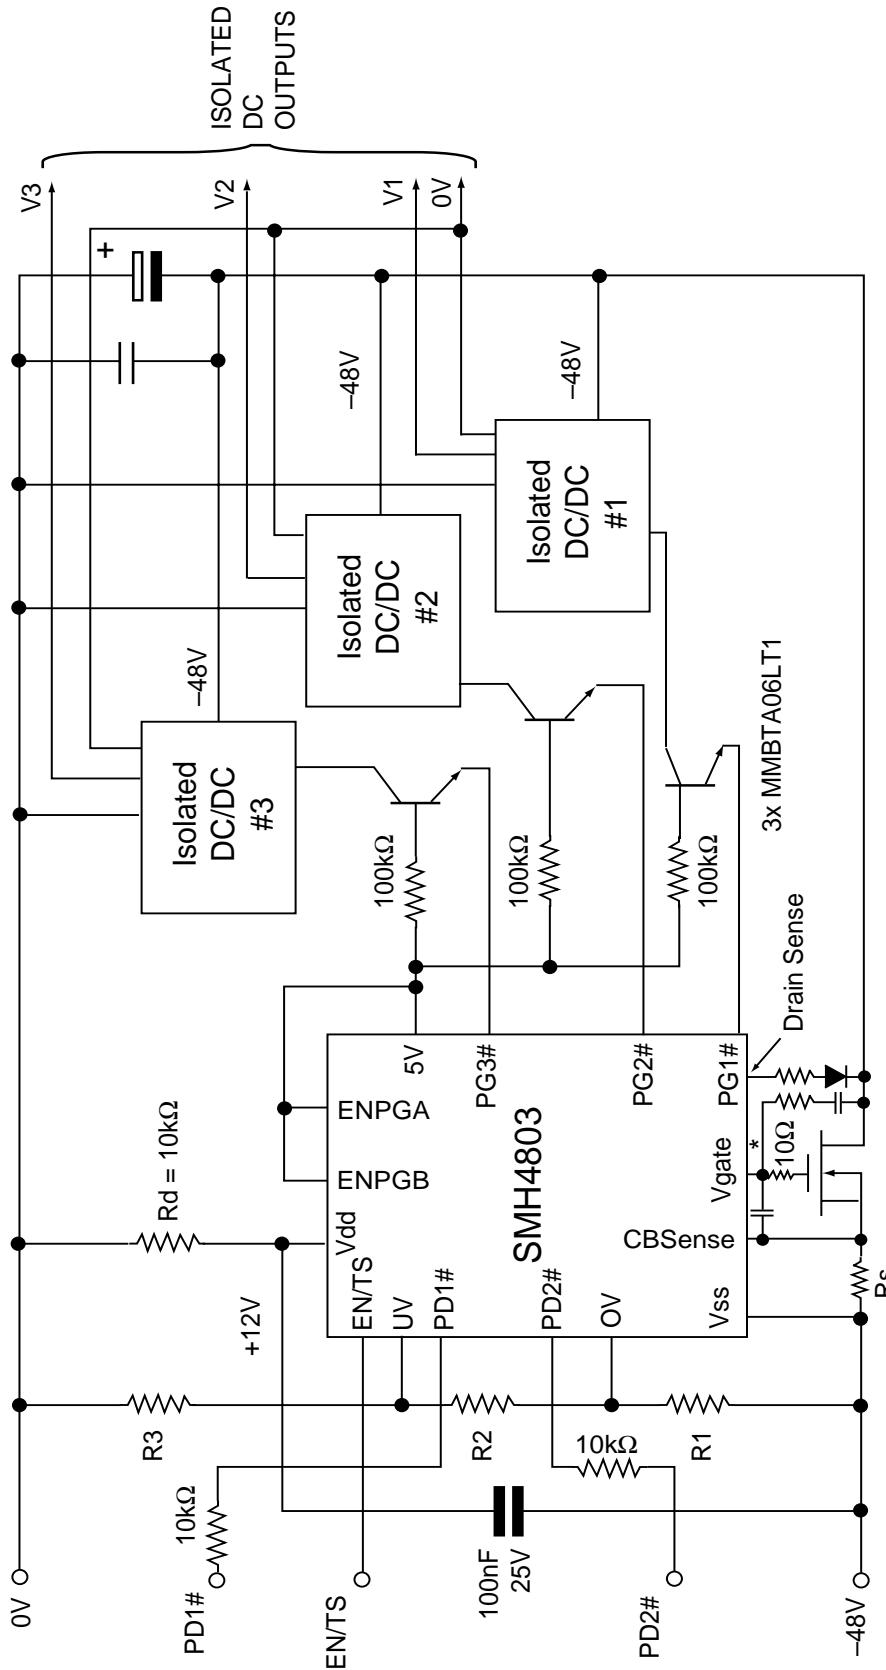 ISOLATED
DC
OUTPUTS
V3
V2
V1
0V
+
–48V
–48V
–48V
Isolated
DC/DC
#3
Isolated
DC/DC
#2
Isolated
DC/DC
#1
100kΩ
100kΩ
100kΩ
3x MMBTA06LT1
Rd = 10kΩ
+12V
Vdd
ENPGB
ENPGA
5V
PG3#
PG2#
PG1#
Drain Sense
SMH4803
EN/TS
UV
PD1#
PD2#
OV
Vss
CBSense
Vgate
*
10Ω
Rs
R3
R2
R1
10kΩ
10kΩ
100nF
25V
0V
PD1#
EN/TS
PD2#
–48V